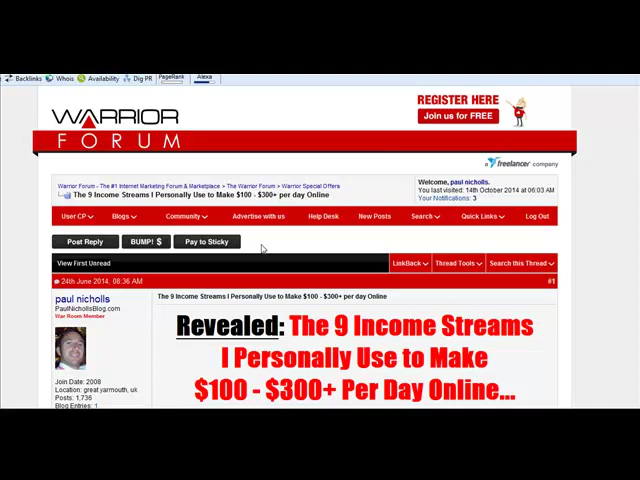 Backlinks Whois Availability Dig PR PageRank Alexa
WARRIOR
FORUM
REGISTER HERE
Join us for FREE
a freelancer company
Warrior Forum - The #1 Internet Marketing Forum & Marketplace > The Warrior Forum > Warrior Special Offers
The 9 Income Streams I Personally Use to Make $100 - $300+ per day Online
Welcome, paul nicholls.
You last visited: 14th October 2014 at 06:03 AM
Your Notifications: 3
User CP Blogs Community Advertise with us Help Desk New Posts Search Quick Links Log Out
Post Reply BUMP! $ Pay to Sticky
View First Unread LinkBack Thread Tools Search this Thread
24th June 2014, 08:36 AM #1
paul nicholls
PaulNichollsBlog.com
War Room Member
Join Date: 2008
Location: great yarmouth, uk
Posts: 1,736
Blog Entries: 1
The 9 Income Streams I Personally Use to Make $100 - $300+ per day Online
Revealed: The 9 Income Streams
I Personally Use to Make
$100 - $300+ Per Day Online...